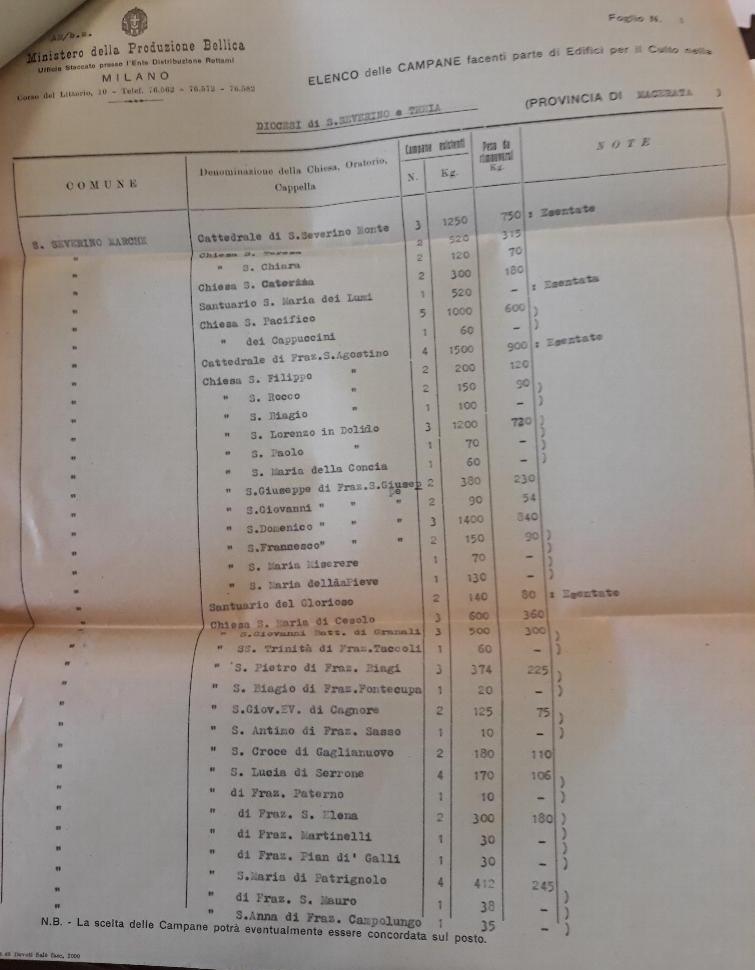 Foglio N. 1
Ministero della Produzione Bellica
Ufficio Staccato presso l'Ente Distribuzione Rottami
MILANO
Corso del Littorio, 10 - Telef. 76.562 - 76.572 - 76.582
ELENCO delle CAMPANE facenti parte di Edifici per il Culto nella
DIOCESI di S.SEVERINO e TREIA (PROVINCIA DI MACERATA )
COMUNE Denominazione della Chiesa, Oratorio, Cappella Campane esistenti N. Kg. Peso da rimuoversi Kg. NOTE
S. SEVERINO MARCHE Cattedrale di S.Severino Monte 3 1250 750 : Esentate
" Chiesa S. Teresa 2 520 315
" " S. Chiara 2 120 70
" Chiesa S. Caterina 2 300 180
" Santuario S. Maria dei Lumi 1 520 - : Esentata
" Chiesa S. Pacifico 5 1000 600 )
" " dei Cappuccini 1 60 - )
" Cattedrale di Fraz.S.Agostino 4 1500 900 : Esentate
" Chiesa S. Filippo " 2 200 120
" " S. Rocco " 2 150 90 )
" " S. Biagio " 1 100 - )
" " S. Lorenzo in Dolido 3 1200 720 )
" " S. Paolo " 1 70 - )
" " S. Maria della Concia 1 60 - )
" " S.Giuseppe di Fraz.S.Giuseppe 2 380 230
" " S.Giovanni " " " 2 90 54
" " S.Domenico " " " 3 1400 840
" " S.Francesco" " " 2 150 90 )
" " S. Maria Miserere 1 70 - )
" " S. Maria dellaPieve 1 130 - )
" Santuario del Glorioso 2 140 80 : Esentate
" Chiesa S. Maria di Cesolo 3 600 360
" " S.Giovanni Batt. di Granali 3 500 300 )
" " SS. Trinità di Fraz.Taccoli 1 60 - )
" " S. Pietro di Fraz. Biagi 3 374 225 )
" " S. Biagio di Fraz.Fontecupa 1 20 - )
" " S.Giov.EV. di Cagnore 2 125 75 )
" " S. Antimo di Fraz. Sasso 1 10 - )
" " S. Croce di Gaglianuovo 2 180 110
" " S. Lucia di Serrone 4 170 106 )
" " di Fraz. Paterno 1 10 - )
" " di Fraz. S. Elena 2 300 180 )
" " di Fraz. Martinelli 1 30 - )
" " di Fraz. Pian di' Galli 1 30 - )
" " S.Maria di Patrignolo 4 412 245
" " di Fraz. S. Mauro 1 38 - )
" " S.Anna di Fraz. Campolungo 1 35 - )
N.B. - La scelta delle Campane potrà eventualmente essere concordata sul posto.